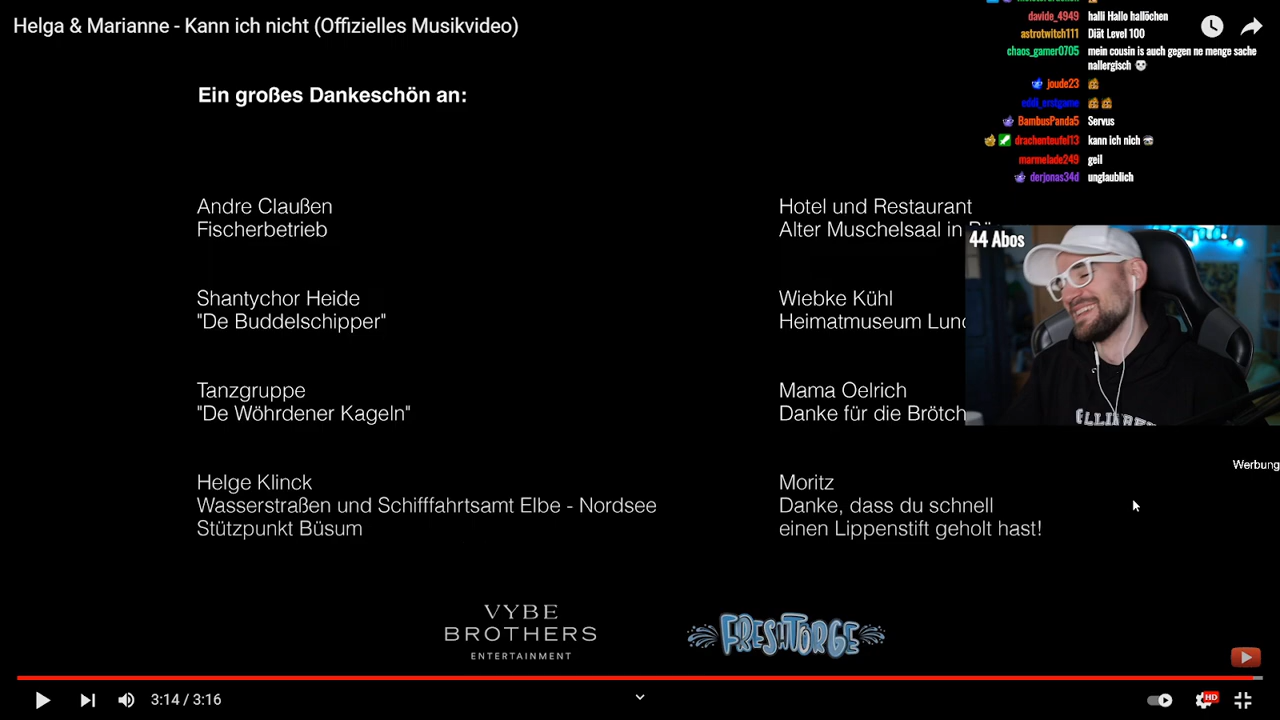 Helga & Marianne - Kann ich nicht (Offizielles Musikvideo)
davide_4949 halli Hallo hallöchen
astrotwitch111 Diät Level 100
chaos_gamer0705 mein cousin is auch gegen ne menge sache
nallergisch
joude23
eddi_erstgame
BambusPanda5 Servus
drachenteufel13 kann ich nich
marmelade249 geil
derjonas34d unglaublich
Ein großes Dankeschön an:
Andre Claußen
Fischerbetrieb
Shantychor Heide
"De Buddelschipper"
Tanzgruppe
"De Wöhrdener Kageln"
Helge Klinck
Wasserstraßen und Schifffahrtsamt Elbe - Nordsee
Stützpunkt Büsum
Hotel und Restaurant
Alter Muschelsaal in
Wiebke Kühl
Heimatmuseum
Mama Oelrich
Danke für die
Moritz
Danke, dass du schnell
einen Lippenstift geholt hast!
44 Abos
Werbung
VYBE
BROTHERS
ENTERTAINMENT
FRESHTORGE
3:14 / 3:16
HD